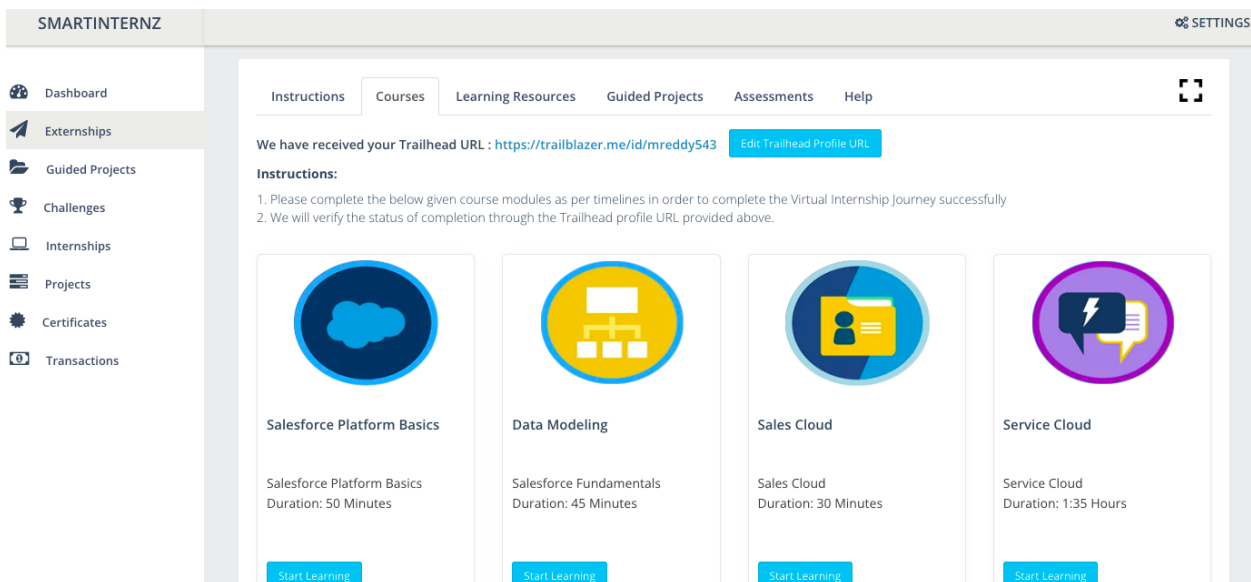 SMARTINTERNZ
SETTINGS
Dashboard
Externships
Guided Projects
Challenges
Internships
Projects
Certificates
Transactions
Instructions Courses Learning Resources Guided Projects Assessments Help
We have received your Trailhead URL : https://trailblazer.me/id/mreddy543 Edit Trailhead Profile URL
Instructions:
1. Please complete the below given course modules as per timelines in order to complete the Virtual Internship Journey successfully
2. We will verify the status of completion through the Trailhead profile URL provided above.
Salesforce Platform Basics
Salesforce Platform Basics
Duration: 50 Minutes
Start Learning
Data Modeling
Salesforce Fundamentals
Duration: 45 Minutes
Start Learning
Sales Cloud
Sales Cloud
Duration: 30 Minutes
Start Learning
Service Cloud
Service Cloud
Duration: 1:35 Hours
Start Learning